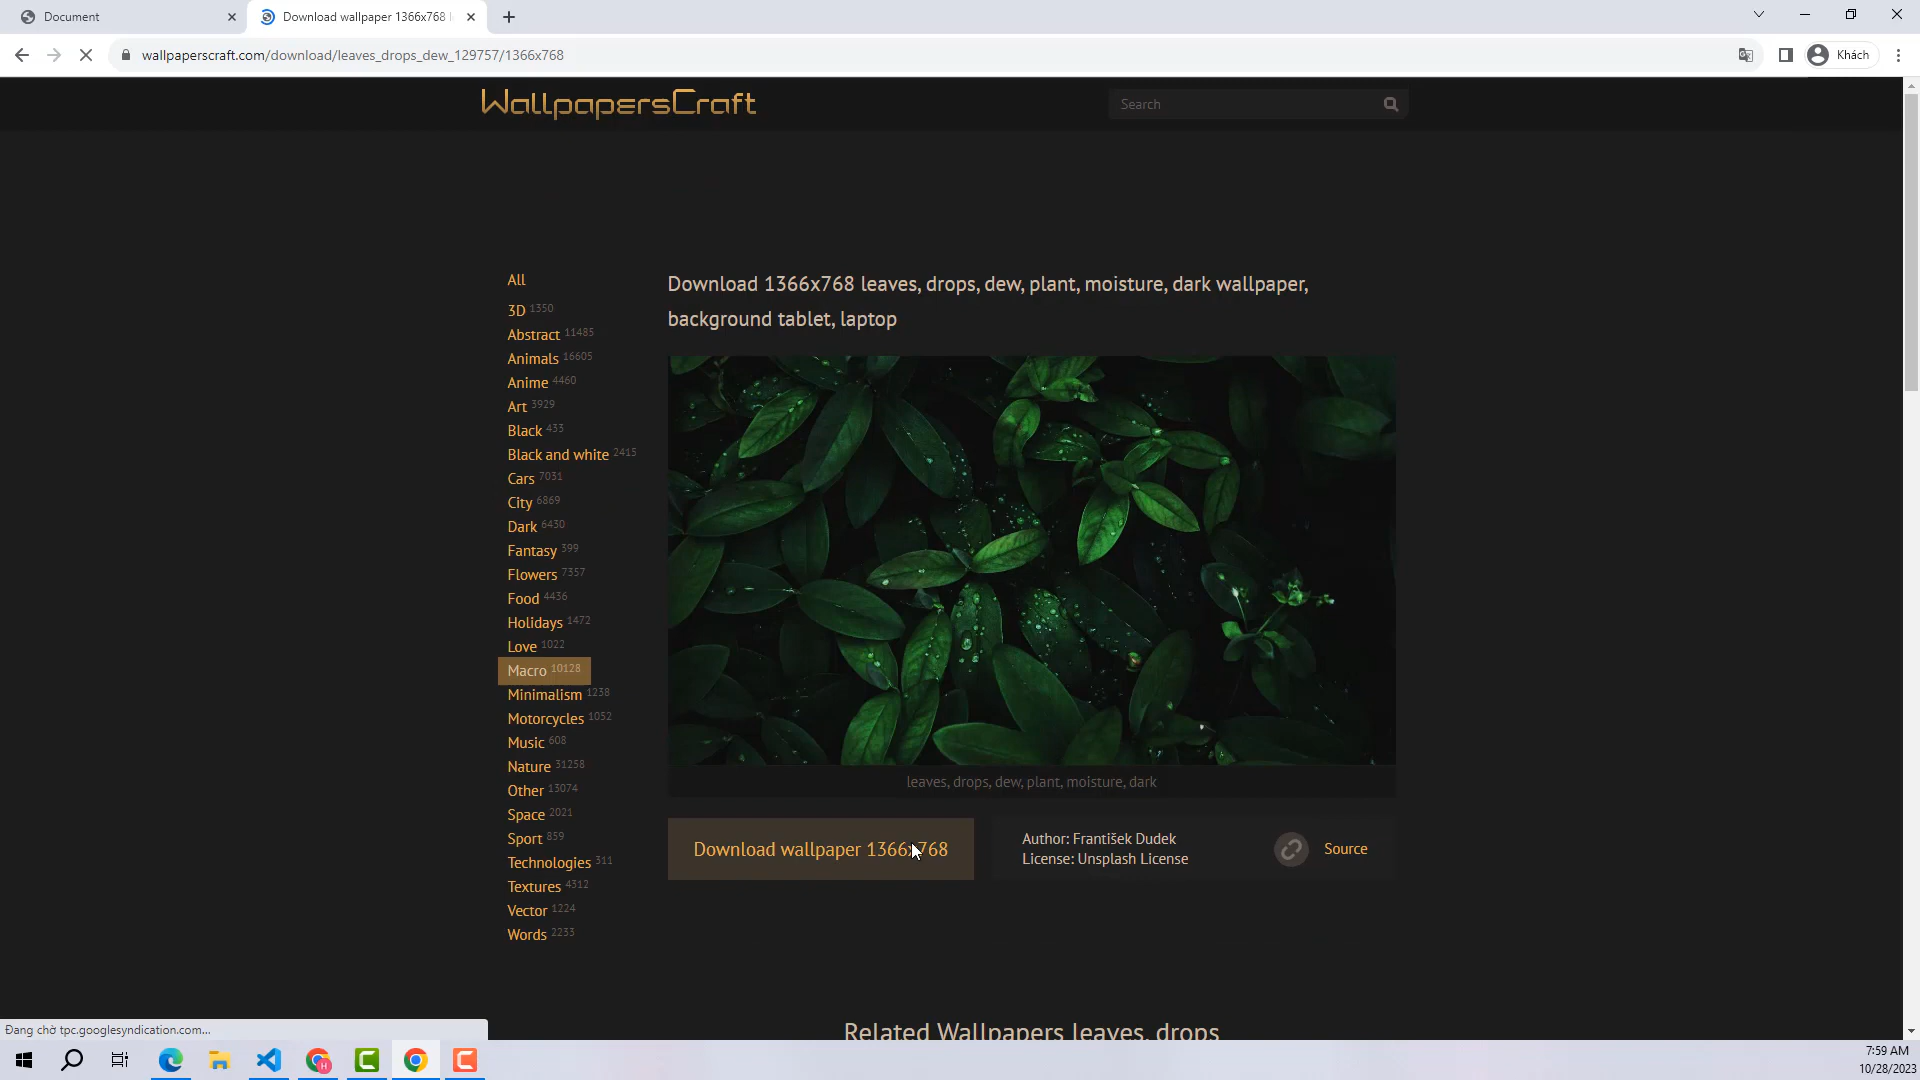 Document
Download wallpaper 1366x768
wallpaperscraft.com/download/leaves_drops_dew_129757/1366x768
Khách
WallpapersCraft
Search
All
3D 1350
Abstract 11485
Animals 16605
Anime 4460
Art 3929
Black 433
Black and white 2415
Cars 7031
City 6869
Dark 6430
Fantasy 399
Flowers 7357
Food 4436
Holidays 1472
Love 1022
Macro 10128
Minimalism 1238
Motorcycles 1052
Music 608
Nature 31258
Other 13074
Space 2021
Sport 859
Technologies 311
Textures 4312
Vector 1224
Words 2233
Download 1366x768 leaves, drops, dew, plant, moisture, dark wallpaper,
background tablet, laptop
leaves, drops, dew, plant, moisture, dark
Download wallpaper 1366x768
Author: František Dudek
License: Unsplash License
Source
Related Wallpapers leaves, drops
Đang chờ tpc.googlesyndication.com...
7:59 AM
10/28/2023